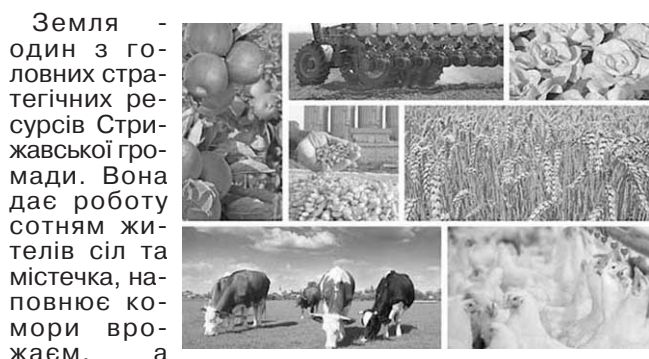 Земля -
один з го-
ловних стра-
тегічних ре-
сурсів Стри-
жавської гро-
мади. Вона
дає роботу
сотням жи-
телів сіл та
містечка, на-
повнює ко-
мори вро-
жаєм, а